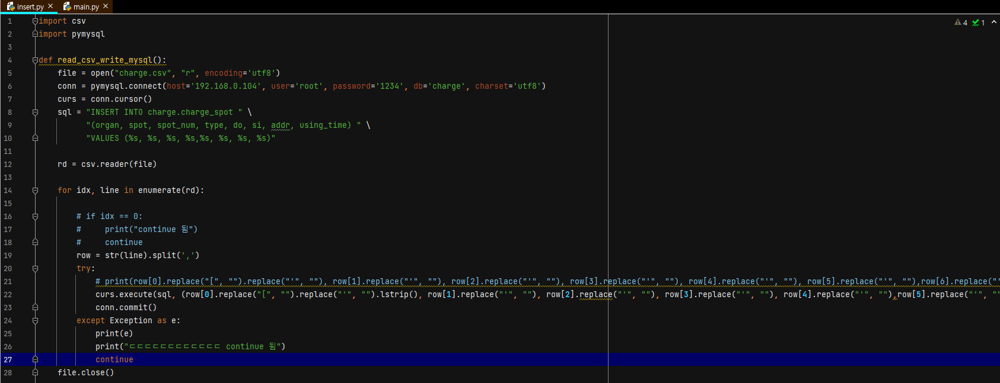 insert.py × main.py ×
4 1
1 import csv
2 import pymysql
3
4 def read_csv_write_mysql():
5 file = open("charge.csv", "r", encoding='utf8')
6 conn = pymysql.connect(host='192.168.0.104', user='root', password='1234', db='charge', charset='utf8')
7 curs = conn.cursor()
8 sql = "INSERT INTO charge.charge_spot " \
9 "(organ, spot, spot_num, type, do, si, addr, using_time) " \
10 "VALUES (%s, %s, %s, %s,%s, %s, %s, %s)"
11
12 rd = csv.reader(file)
13
14 for idx, line in enumerate(rd):
15
16 # if idx == 0:
17 #     print("continue 됨")
18 #     continue
19 row = str(line).split(',')
20 try:
21 # print(row[0].replace("[", "").replace("'", ""), row[1].replace("'", ""), row[2].replace("'", ""), row[3].replace("'", ""), row[4].replace("'", ""), row[5].replace("'", ""),row[6].replace("'
22 curs.execute(sql, (row[0].replace("[", "").replace("'", "").lstrip(), row[1].replace("'", ""), row[2].replace("'", ""), row[3].replace("'", ""), row[4].replace("'", ""),row[5].replace("'", ""
23 conn.commit()
24 except Exception as e:
25 print(e)
26 print("ㄷㄷㄷㄷㄷㄷㄷㄷㄷㄷㄷㄷ continue 됨")
27 continue
28 file.close()